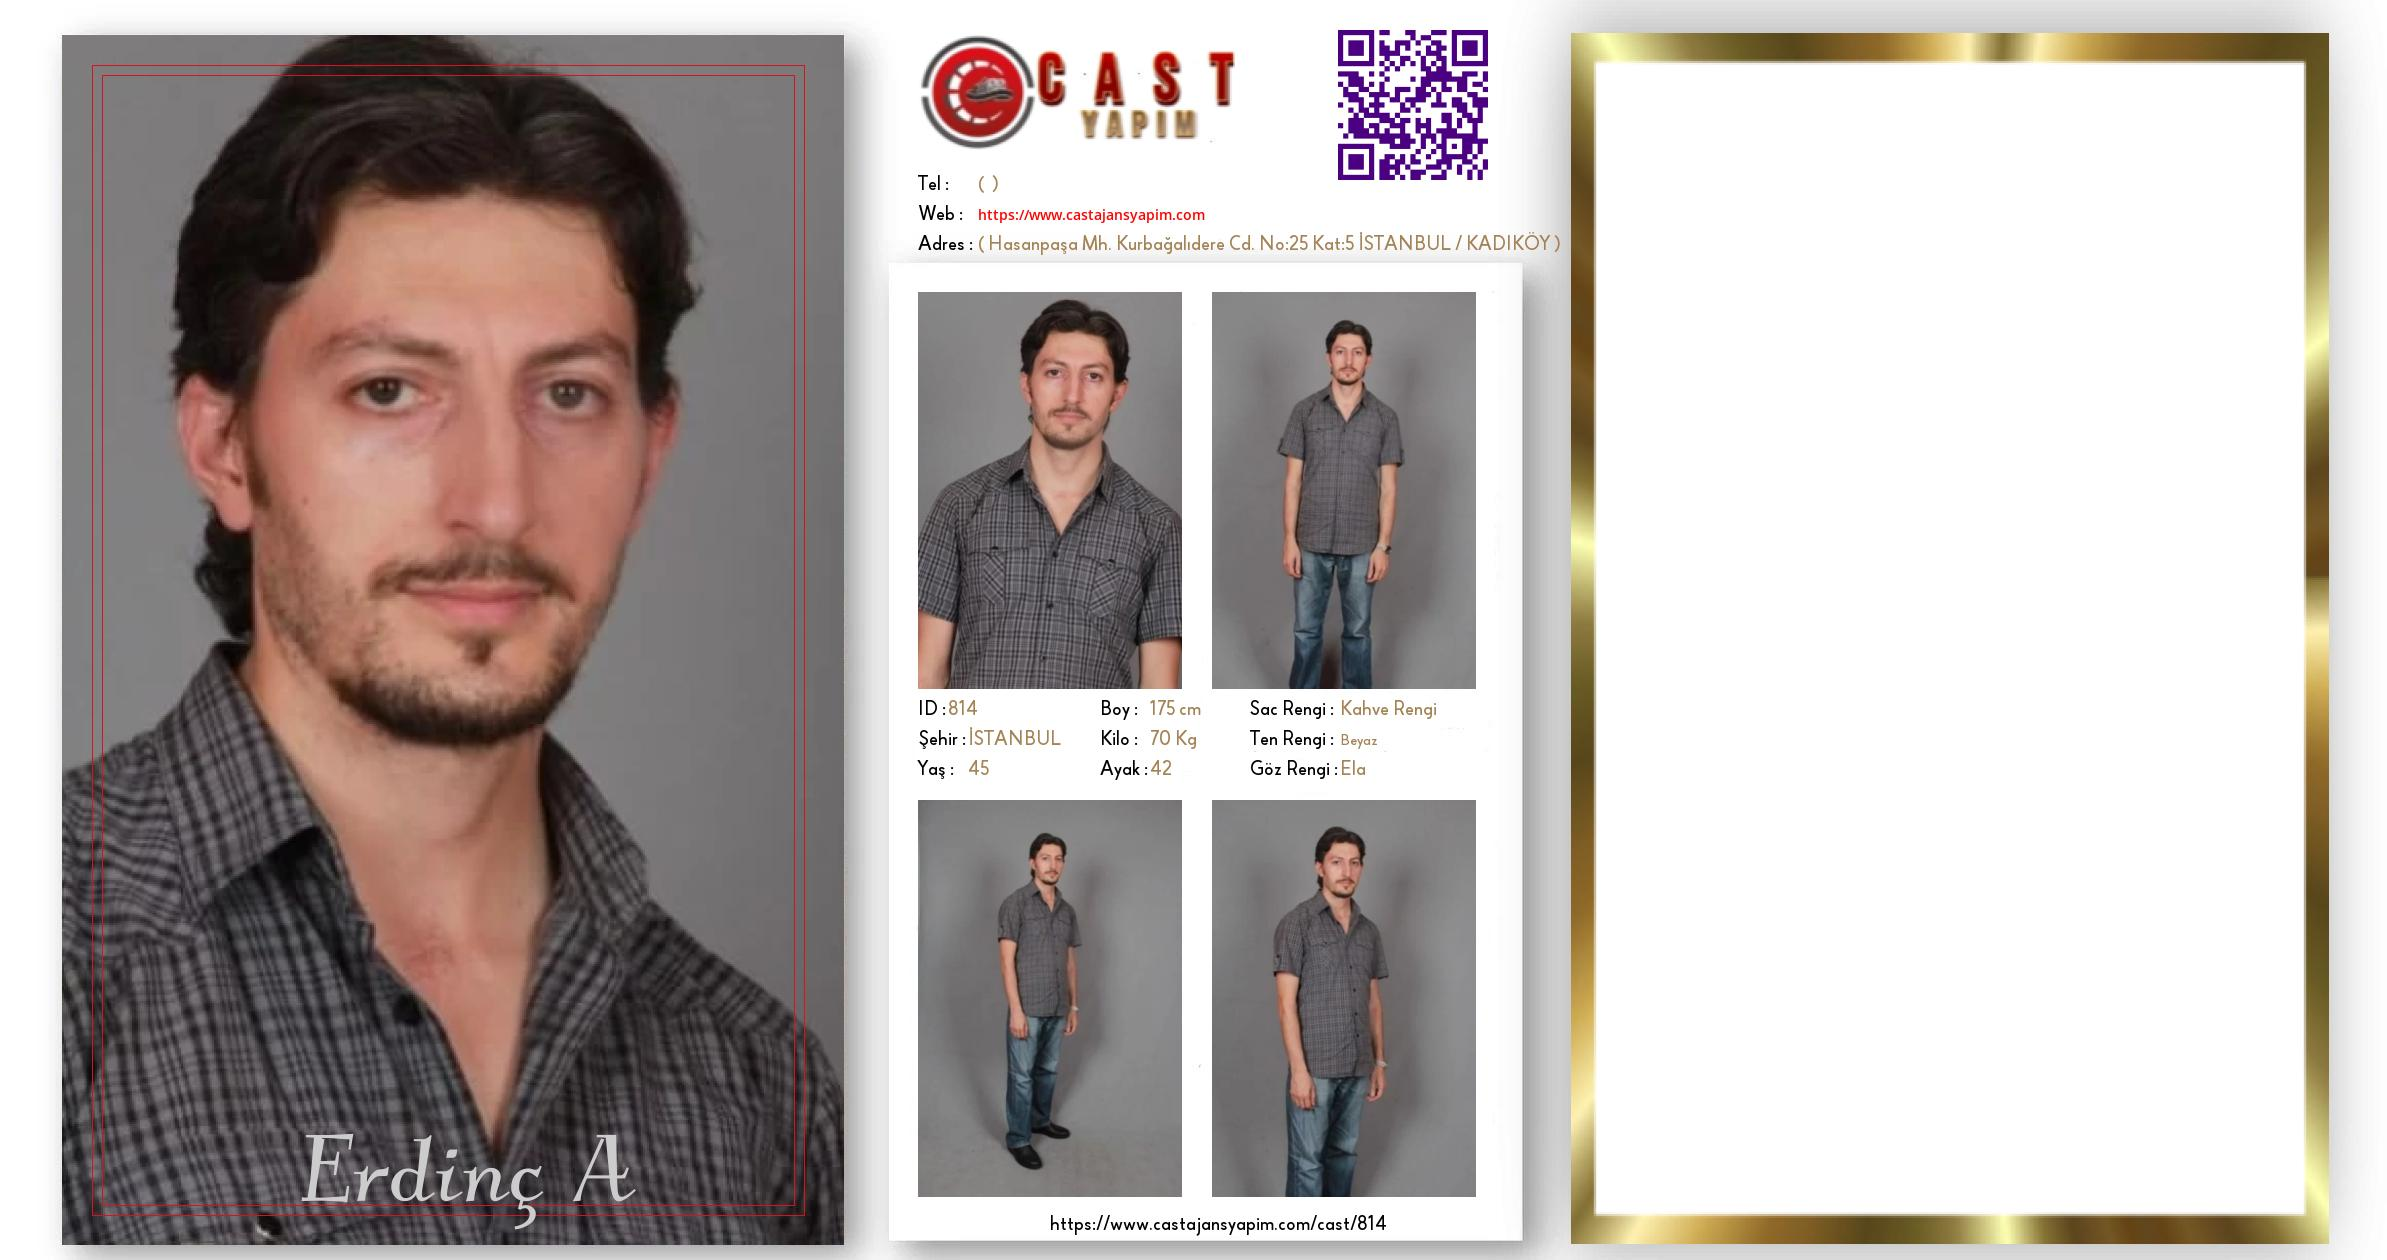 Erdinç A
CAST
YAPIM
Tel : ( )
Web : https://www.castajansyapim.com
Adres : ( Hasanpaşa Mh. Kurbağalıdere Cd. No:25 Kat:5 İSTANBUL / KADIKÖY )
ID : 814 Boy : 175 cm Sac Rengi : Kahve Rengi
Şehir : İSTANBUL Kilo : 70 Kg Ten Rengi : Beyaz
Yaş : 45 Ayak : 42 Göz Rengi : Ela
https://www.castajansyapim.com/cast/814